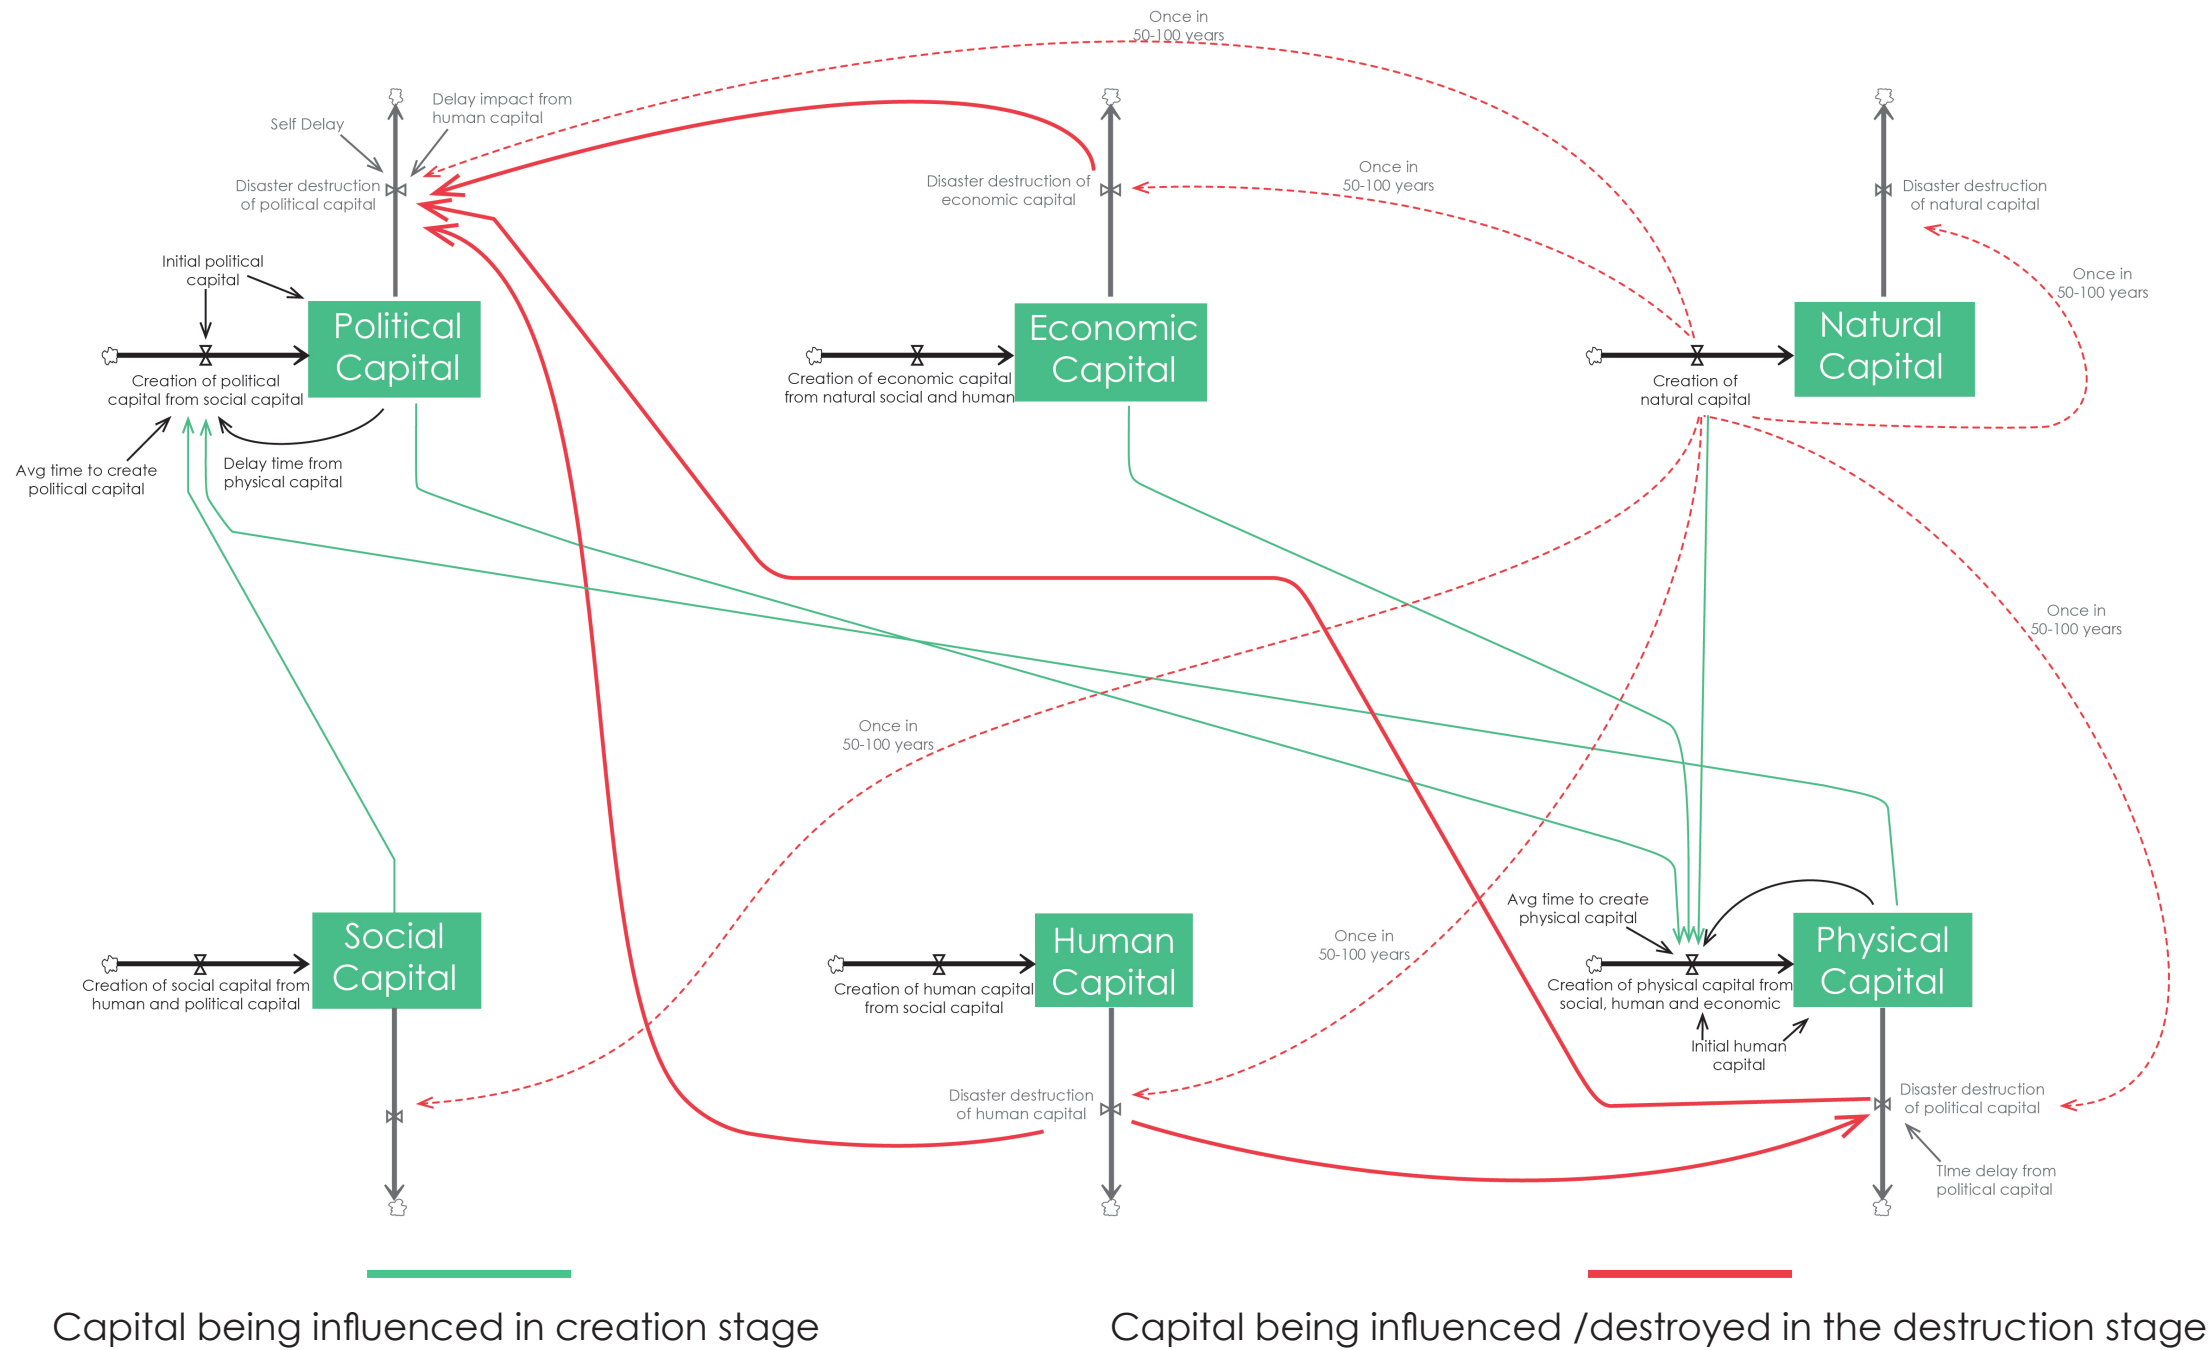 Once in
50-100 years
Delay impact from
human capital
Self Delay
Disaster destruction
of political capital
Disaster destruction of
economic capital
Once in
50-100 years
Disaster destruction
of natural capital
Initial political
capital
Once in
50-100 years
Political
Capital
Economic
Capital
Natural
Capital
Creation of political
capital from social capital
Creation of economic capital
from natural social and human
Creation of
natural capital
Avg time to create
political capital
Delay time from
physical capital
Once in
50-100 years
Once in
50-100 years
Avg time to create
physical capital
Once in
50-100 years
Social
Capital
Human
Capital
Physical
Capital
Creation of social capital from
human and political capital
Creation of human capital
from social capital
Creation of physical capital from
social, human and economic
Initial human
capital
Disaster destruction
of human capital
Disaster destruction
of political capital
TIme delay from
political capital
Capital being influenced in creation stage
Capital being influenced /destroyed in the destruction stage